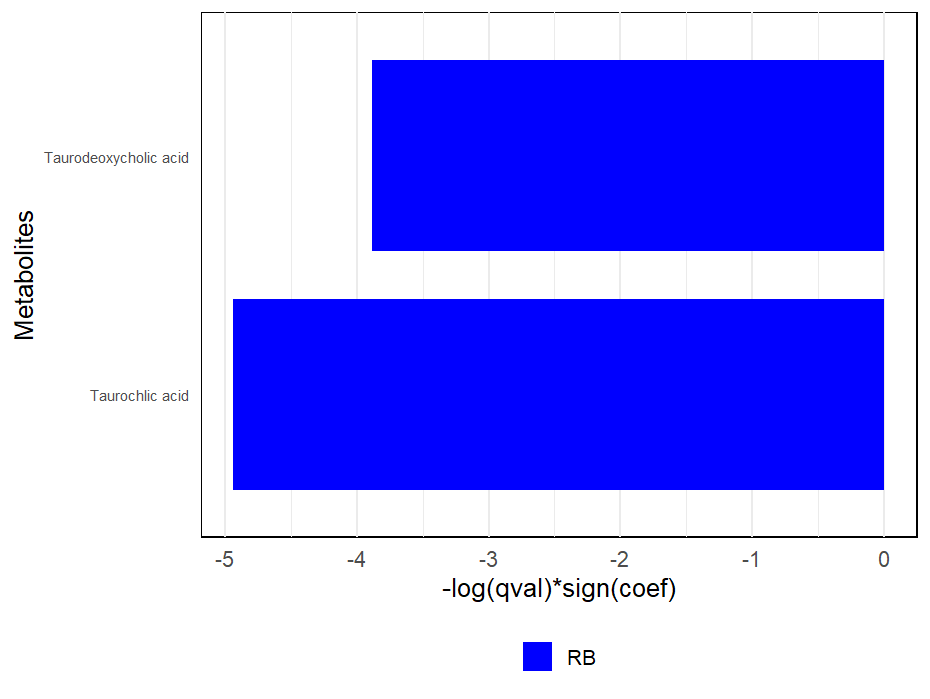 Metabolites
Taurodeoxycholic acid
Taurochlic acid
-5 -4 -3 -2 -1 0
-log(qval)*sign(coef)
RB